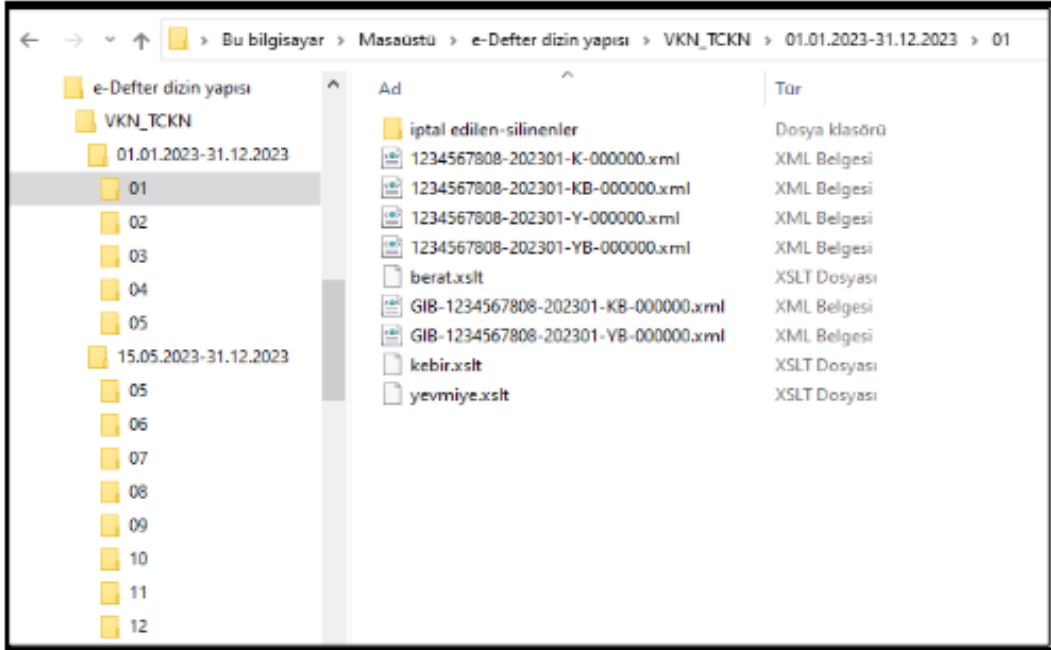 Bu bilgisayar > Masaüstü > e-Defter dizin yapısı > VKN_TCKN > 01.01.2023-31.12.2023 > 01
e-Defter dizin yapısı
VKN_TCKN
01.01.2023-31.12.2023
01
02
03
04
05
15.05.2023-31.12.2023
05
06
07
08
09
10
11
12
Ad Tür
iptal edilen-silinenler Dosya klasörü
1234567808-202301-K-000000.xml XML Belgesi
1234567808-202301-KB-000000.xml XML Belgesi
1234567808-202301-Y-000000.xml XML Belgesi
1234567808-202301-YB-000000.xml XML Belgesi
berat.xslt XSLT Dosyası
GIB-1234567808-202301-KB-000000.xml XML Belgesi
GIB-1234567808-202301-YB-000000.xml XML Belgesi
kebir.xslt XSLT Dosyası
yevmiye.xslt XSLT Dosyası